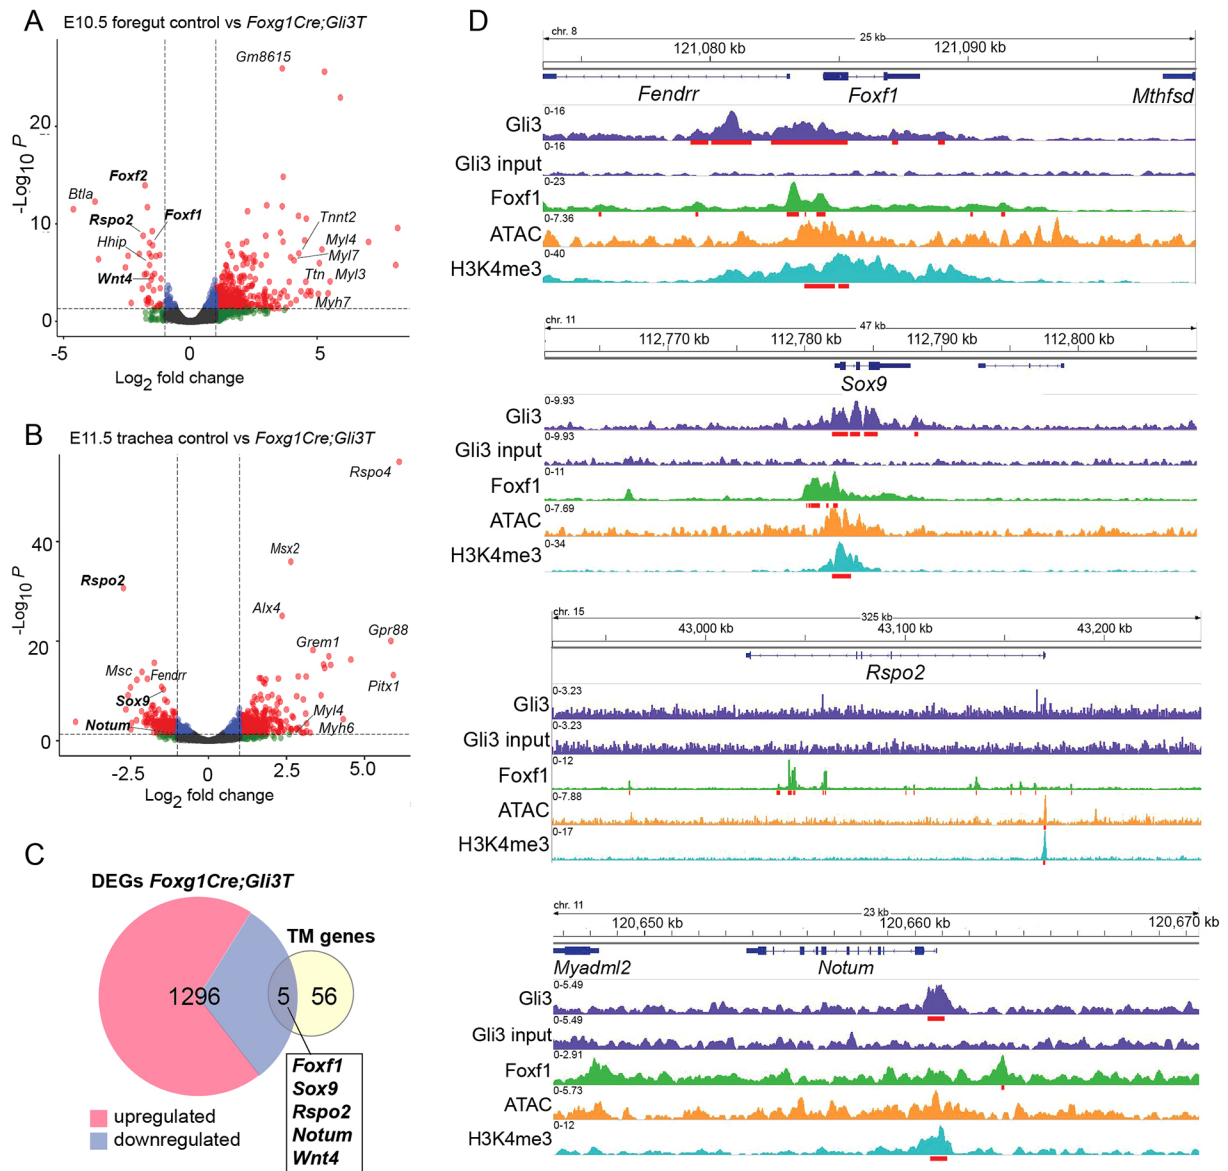 A
E10.5 foregut control vs Foxg1Cre;Gli3T
-Log10 P
20
10
0
-5
0
5
Log2 fold change
Gm8615
Foxf2
Btla
Rspo2
Foxf1
Hhip
Wnt4
Tnnt2
Myl4
Myl7
Ttn
Myl3
Myh7
B
E11.5 trachea control vs Foxg1Cre;Gli3T
-Log10 P
40
20
0
-2.5
0
2.5
5.0
Log2 fold change
Rspo4
Msx2
Rspo2
Alx4
Grem1
Gpr88
Msc
Fendrr
Pitx1
Sox9
Notum
Myl4
Myh6
C
DEGs Foxg1Cre;Gli3T
TM genes
1296
5
56
Foxf1
Sox9
Rspo2
Notum
Wnt4
upregulated
downregulated
D
chr. 8
25 kb
121,080 kb
121,090 kb
Fendrr
Foxf1
Mthfsd
0-16
Gli3
0-16
Gli3 input
0-23
Foxf1
0-7.36
ATAC
0-40
H3K4me3
chr. 11
47 kb
112,770 kb
112,780 kb
112,790 kb
112,800 kb
Sox9
0-9.93
Gli3
0-9.93
Gli3 input
0-11
Foxf1
0-7.69
ATAC
0-34
H3K4me3
chr. 15
325 kb
43,000 kb
43,100 kb
43,200 kb
Rspo2
0-3.23
Gli3
0-3.23
Gli3 input
0-12
Foxf1
0-7.88
ATAC
0-17
H3K4me3
chr. 11
23 kb
120,650 kb
120,660 kb
120,670 kb
Myadml2
Notum
0-5.49
Gli3
0-5.49
Gli3 input
0-2.91
Foxf1
0-5.73
ATAC
0-12
H3K4me3